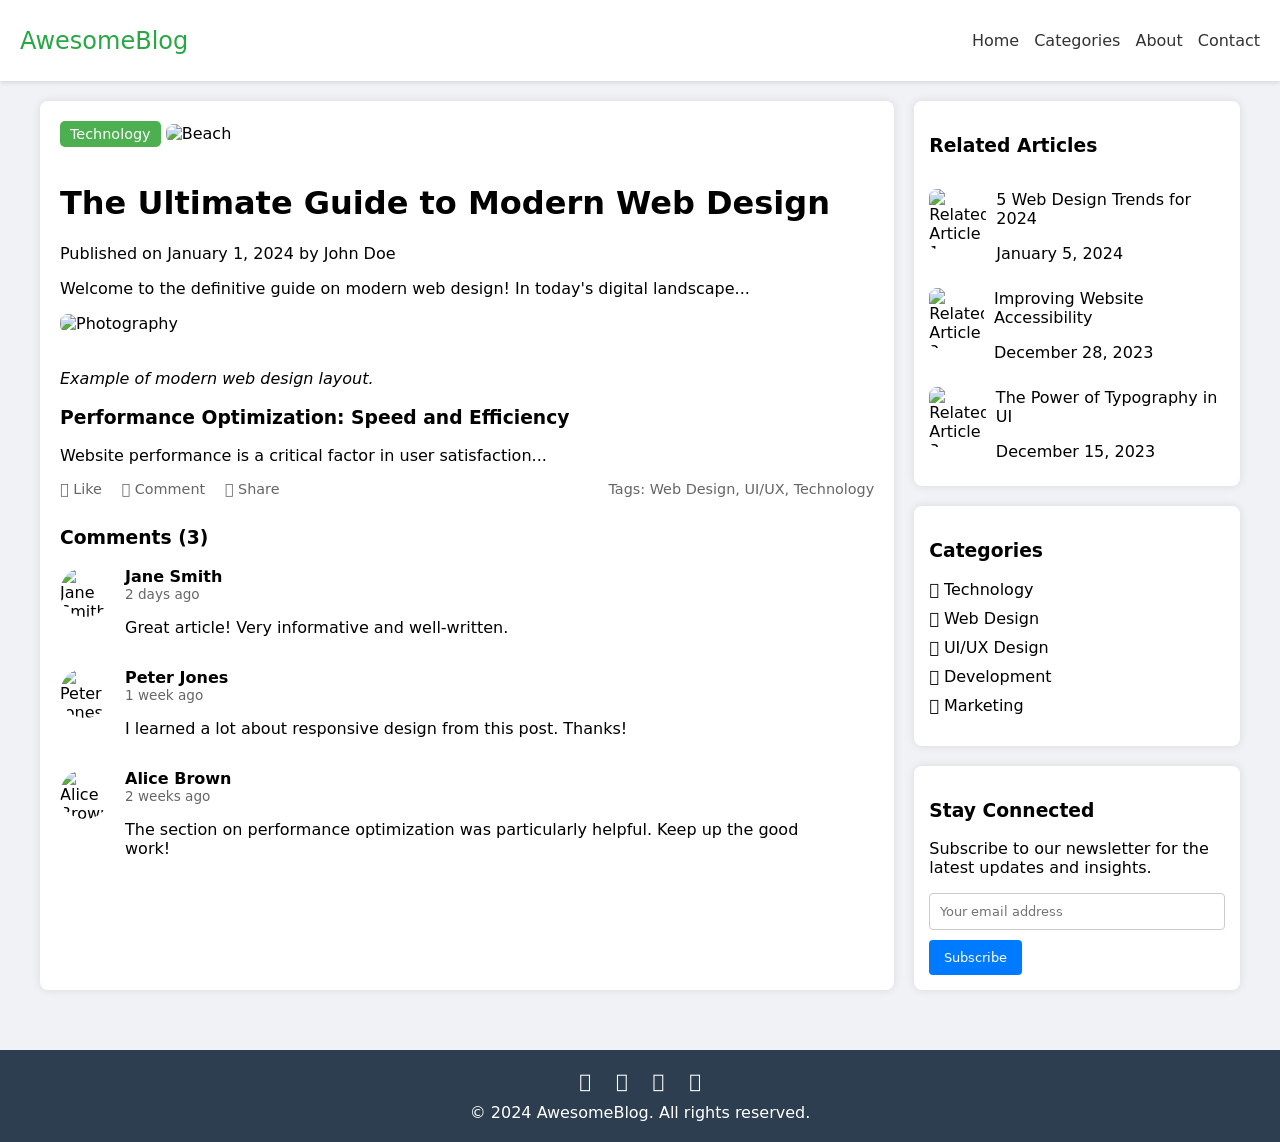 AwesomeBlog
Home Categories About Contact
Technology Beach
The Ultimate Guide to Modern Web Design
Published on January 1, 2024 by John Doe
Welcome to the definitive guide on modern web design! In today's digital landscape...
Photography
Example of modern web design layout.
Performance Optimization: Speed and Efficiency
Website performance is a critical factor in user satisfaction...
Like Comment Share Tags: Web Design, UI/UX, Technology
Comments (3)
Jane
Smith
Jane Smith
2 days ago
Great article! Very informative and well-written.
Peter
Jones
Peter Jones
1 week ago
I learned a lot about responsive design from this post. Thanks!
Alice
Brown
Alice Brown
2 weeks ago
The section on performance optimization was particularly helpful. Keep up the good
work!
Related Articles
Related
Article
5 Web Design Trends for
2024
January 5, 2024
Related
Article
Improving Website
Accessibility
December 28, 2023
Related
Article
The Power of Typography in
UI
December 15, 2023
Categories
Technology
Web Design
UI/UX Design
Development
Marketing
Stay Connected
Subscribe to our newsletter for the
latest updates and insights.
Your email address
Subscribe
© 2024 AwesomeBlog. All rights reserved.